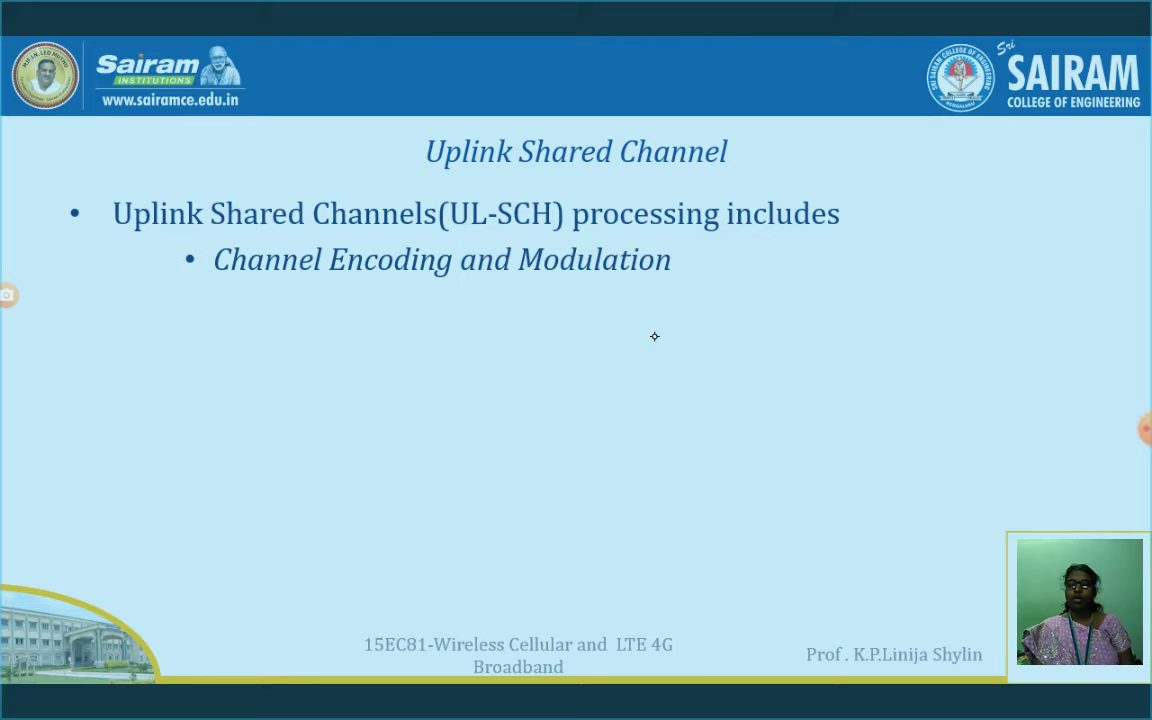 Sairam
INSTITUTIONS
www.sairamce.edu.in
Sri
SAIRAM
COLLEGE OF ENGINEERING
Uplink Shared Channel
• Uplink Shared Channels(UL-SCH) processing includes
• Channel Encoding and Modulation
15EC81-Wireless Cellular and LTE 4G
Broadband
Prof . K.P.Linija Shylin